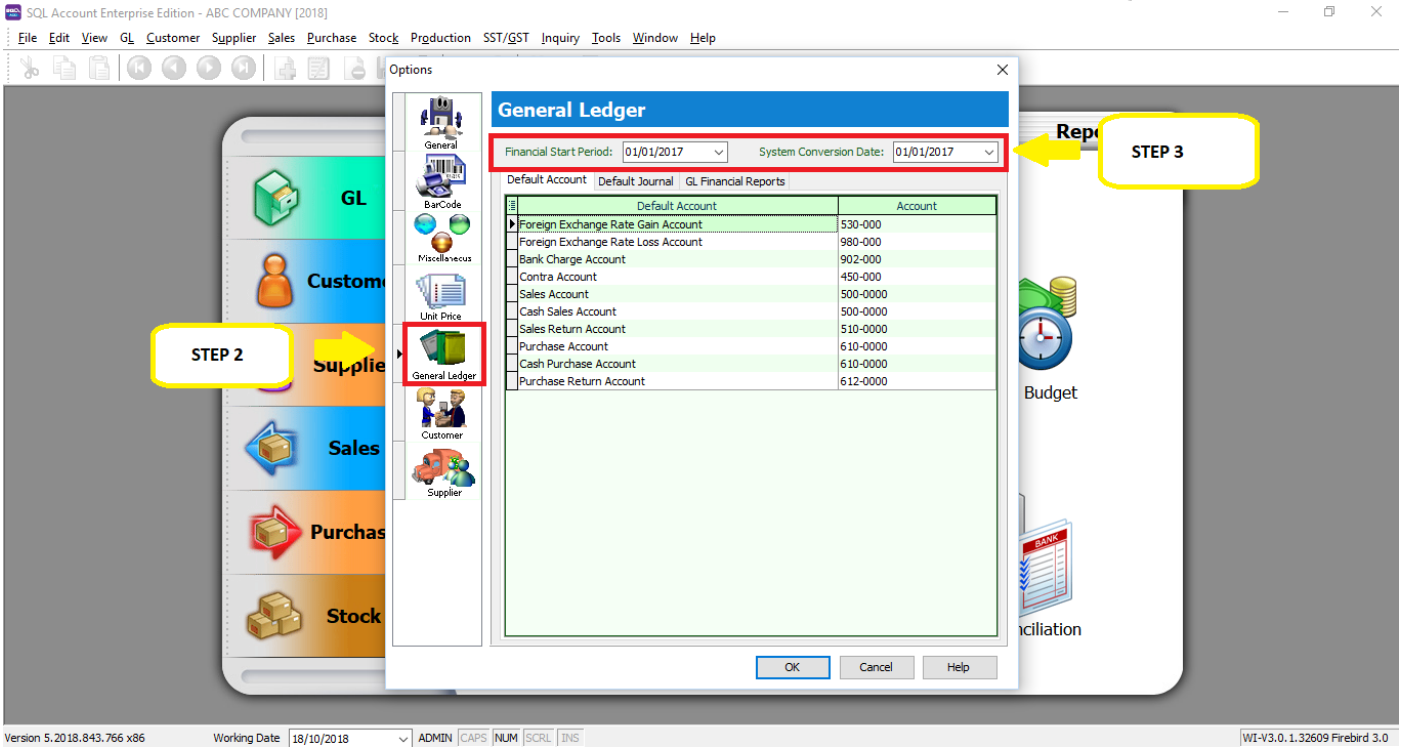 SQL Account Enterprise Edition - ABC COMPANY [2018]
File Edit View GL Customer Supplier Sales Purchase Stock Production SST/GST Inquiry Tools Window Help
Options
General
BarCode
Miscellanecus
Unit Price
General Ledger
Customer
Supplier
General Ledger
Financial Start Period: 01/01/2017 System Conversion Date: 01/01/2017
Default Account Default Journal GL Financial Reports
Default Account Account
Foreign Exchange Rate Gain Account 530-000
Foreign Exchange Rate Loss Account 980-000
Bank Charge Account 902-000
Contra Account 450-000
Sales Account 500-0000
Cash Sales Account 500-0000
Sales Return Account 510-0000
Purchase Account 610-0000
Cash Purchase Account 610-0000
Purchase Return Account 612-0000
OK Cancel Help
GL
Custome
Supplie
Sales
Purchas
Stock
STEP 2
STEP 3
Rep
Budget
BANK
nciliation
Version 5.2018.843.766 x86 Working Date 18/10/2018 ADMIN CAPS NUM SCRL INS WI-V3.0.1.32609 Firebird 3.0